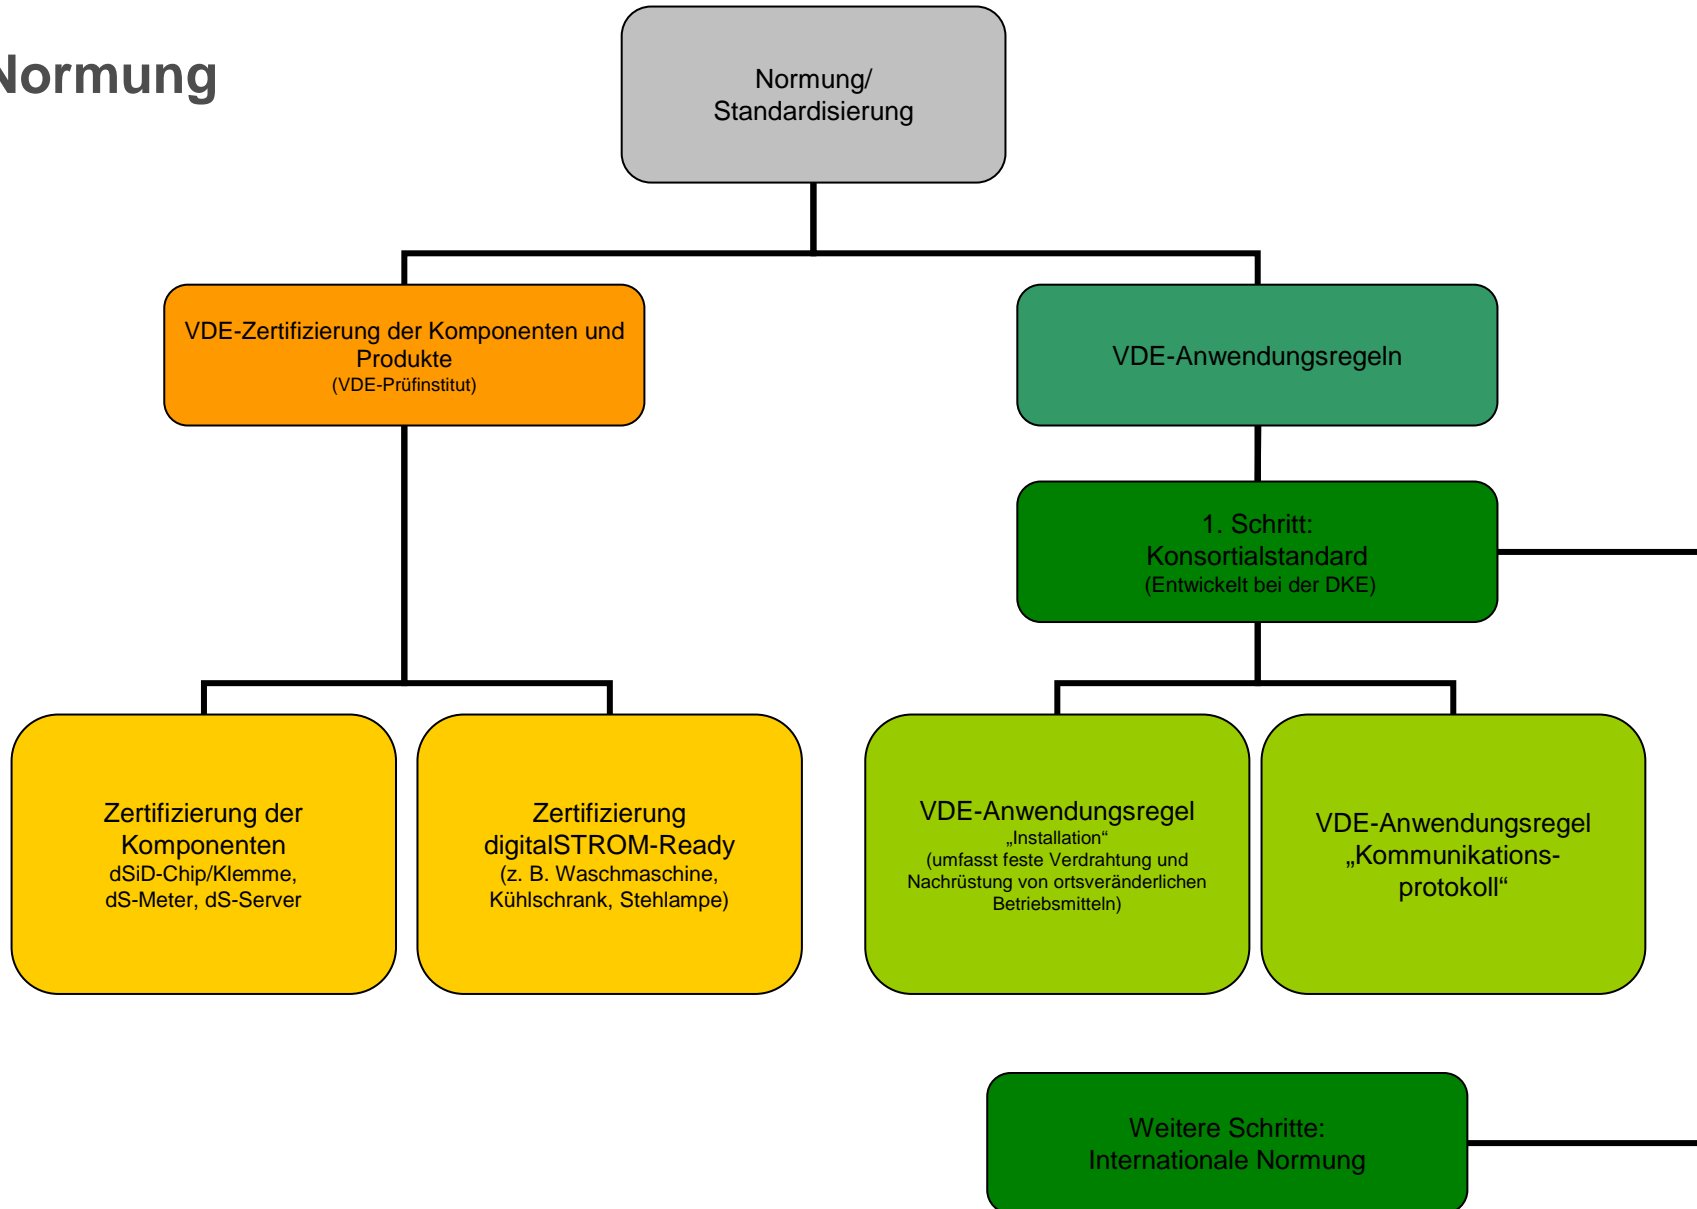 Normung
Normung/
Standardisierung
VDE-Zertifizierung der Komponenten und
Produkte
(VDE-Prüfinstitut)
VDE-Anwendungsregeln
1. Schritt:
Konsortialstandard
(Entwickelt bei der DKE)
Zertifizierung der
Komponenten
dSiD-Chip/Klemme,
dS-Meter, dS-Server
Zertifizierung
digitalSTROM-Ready
(z. B. Waschmaschine,
Kühlschrank, Stehlampe)
VDE-Anwendungsregel
„Installation“
(umfasst feste Verdrahtung und
Nachrüstung von ortsveränderlichen
Betriebsmitteln)
VDE-Anwendungsregel
„Kommunikations-
protokoll“
Weitere Schritte:
Internationale Normung